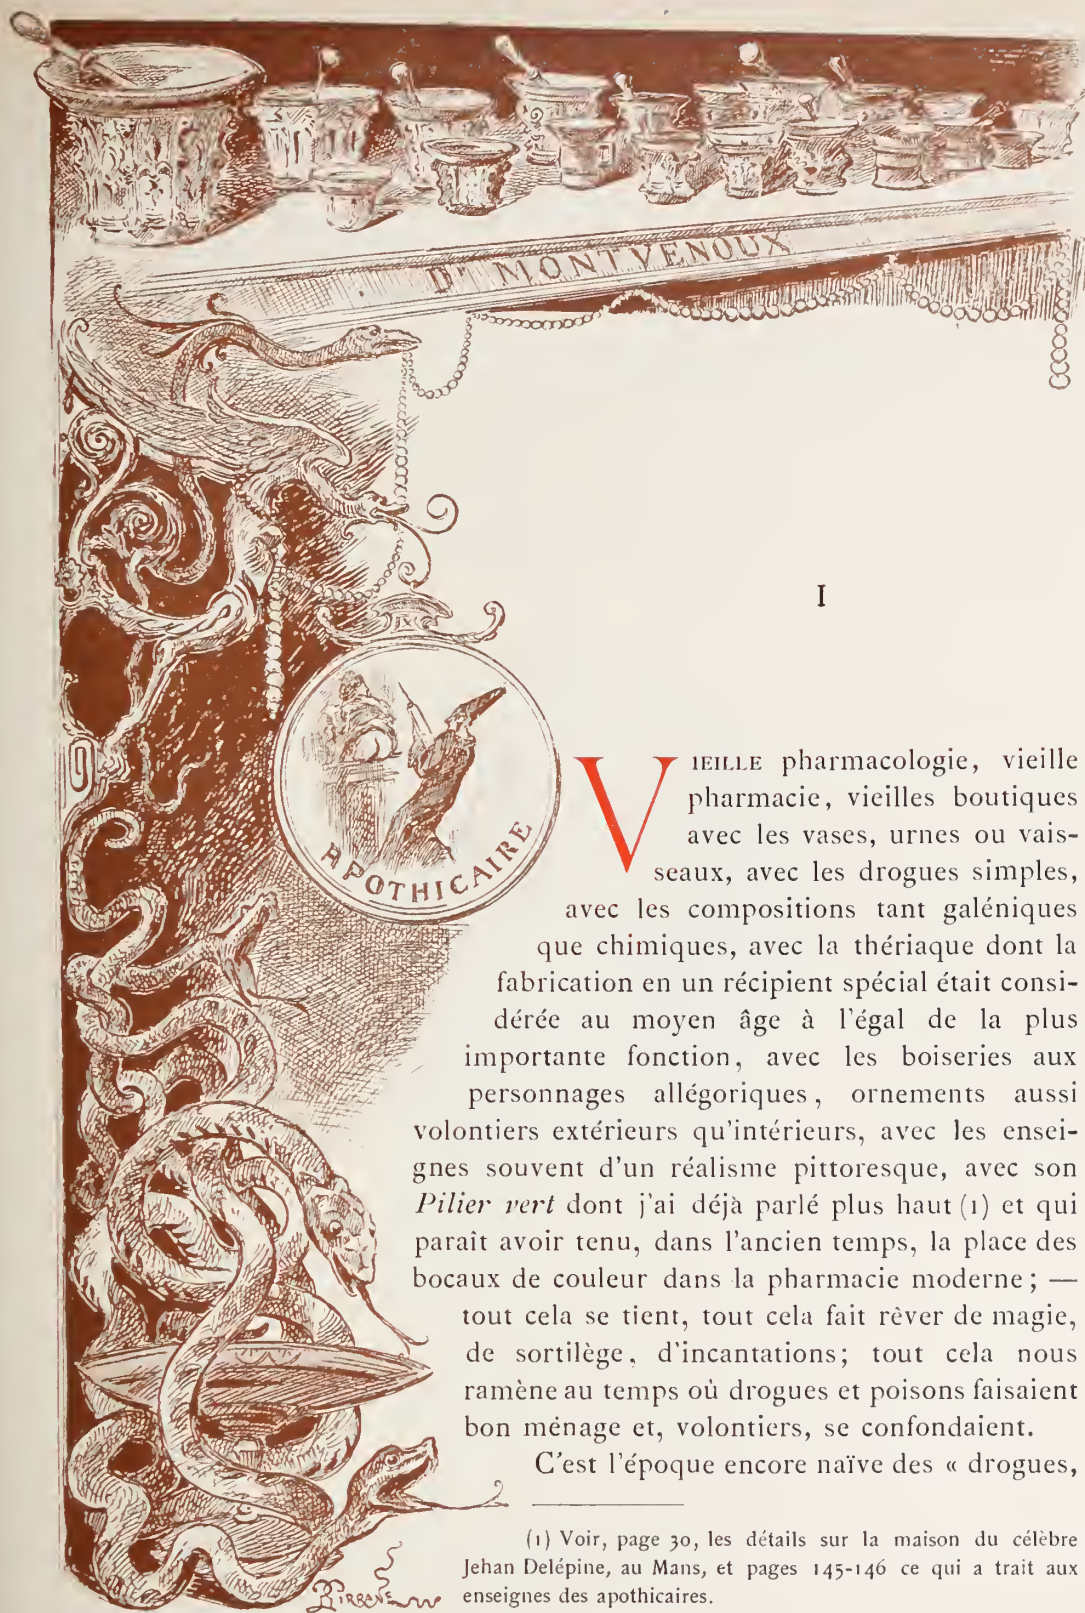 Dr MONTVENOUX
I
APOTHICAIRE
VIEILLE pharmacologie, vieille
pharmacie, vieilles boutiques
avec les vases, urnes ou vais-
seaux, avec les drogues simples,
avec les compositions tant galéniques
que chimiques, avec la thériaque dont la
fabrication en un récipient spécial était consi-
dérée au moyen âge à l'égal de la plus
importante fonction, avec les boiseries aux
personnages allégoriques, ornements aussi
volontiers extérieurs qu'intérieurs, avec les ensei-
gnes souvent d'un réalisme pittoresque, avec son
Pilier vert dont j'ai déjà parlé plus haut (1) et qui
paraît avoir tenu, dans l'ancien temps, la place des
bocaux de couleur dans la pharmacie moderne; —
tout cela se tient, tout cela fait rêver de magie,
de sortilège, d'incantations; tout cela nous
ramène au temps où drogues et poisons faisaient
bon ménage et, volontiers, se confondaient.
C'est l'époque encore naïve des « drogues,
(1) Voir, page 30, les détails sur la maison du célèbre
Jehan Delépine, au Mans, et pages 145-146 ce qui a trait aux
enseignes des apothicaires.